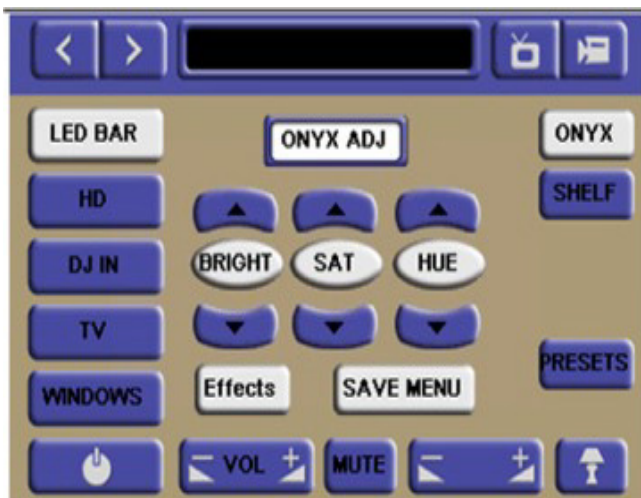 < >
LED BAR
ONYX ADJ
ONYX
HD
SHELF
DJ IN
BRIGHT SAT HUE
TV
PRESETS
WINDOWS
Effects SAVE MENU
− VOL + MUTE − +